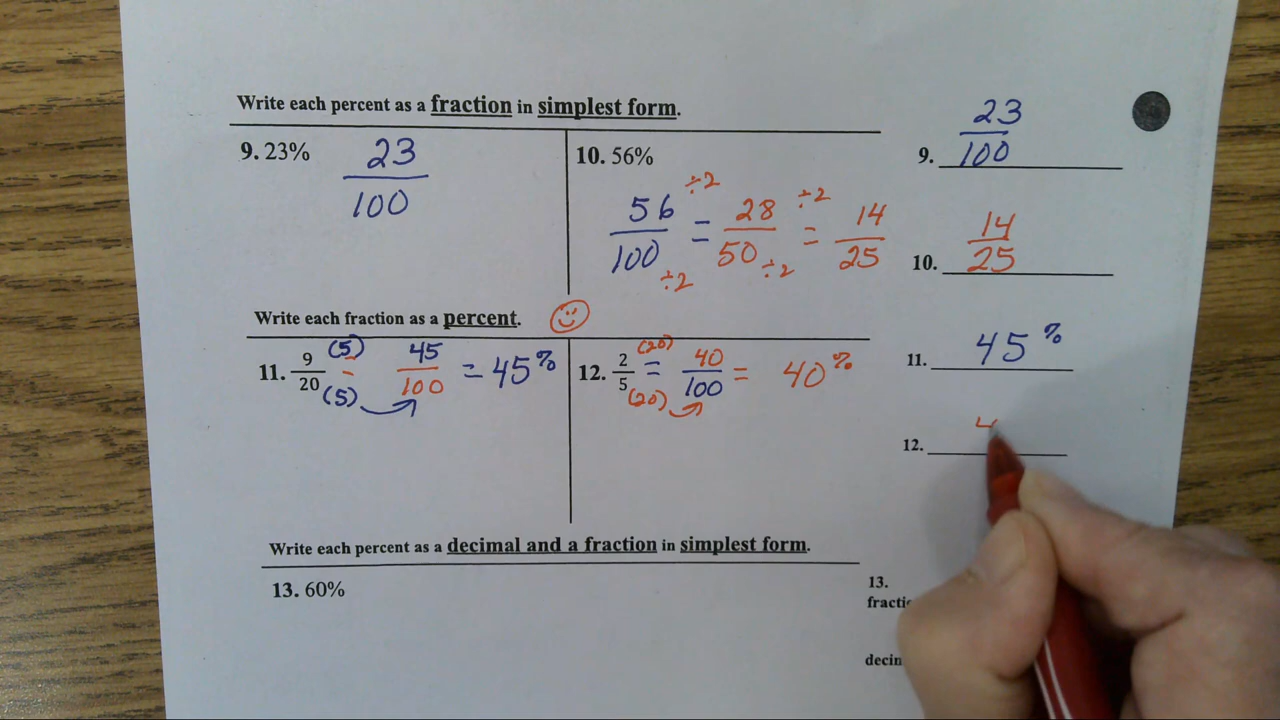 Write each percent as a fraction in simplest form.
9. 23% 23/100
10. 56% 56/100 ÷2 ÷2 = 28/50 ÷2 ÷2 = 14/25
9. 23/100
10. 14/25
Write each fraction as a percent.
11. 9/20 (5) (5) = 45/100 = 45%
12. 2/5 (20) (20) = 40/100 = 40%
11. 45%
12. 4
Write each percent as a decimal and a fraction in simplest form.
13. 60%
13.